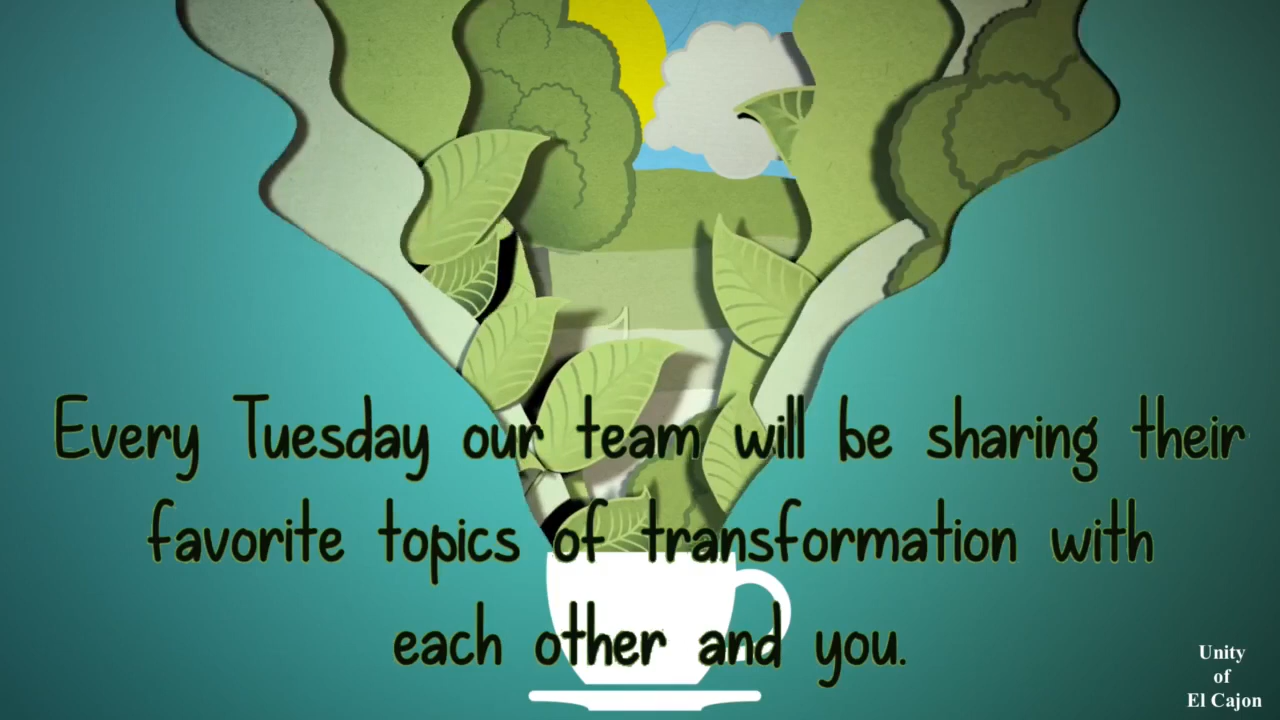 Every Tuesday our team will be sharing their
favorite topics of transformation with
each other and you.
Unity
of
El Cajon